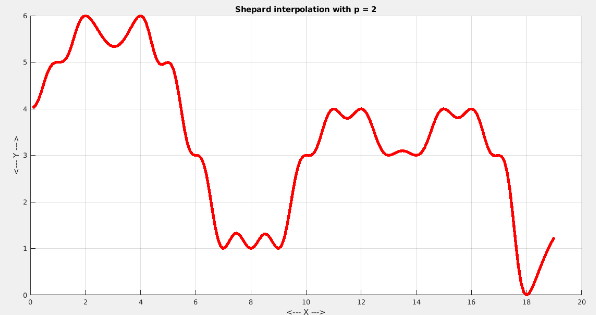 Shepard interpolation with p = 2
6
5
4
3
2
1
0
<--- Y --->
0 2 4 6 8 10 12 14 16 18 20
<--- X --->